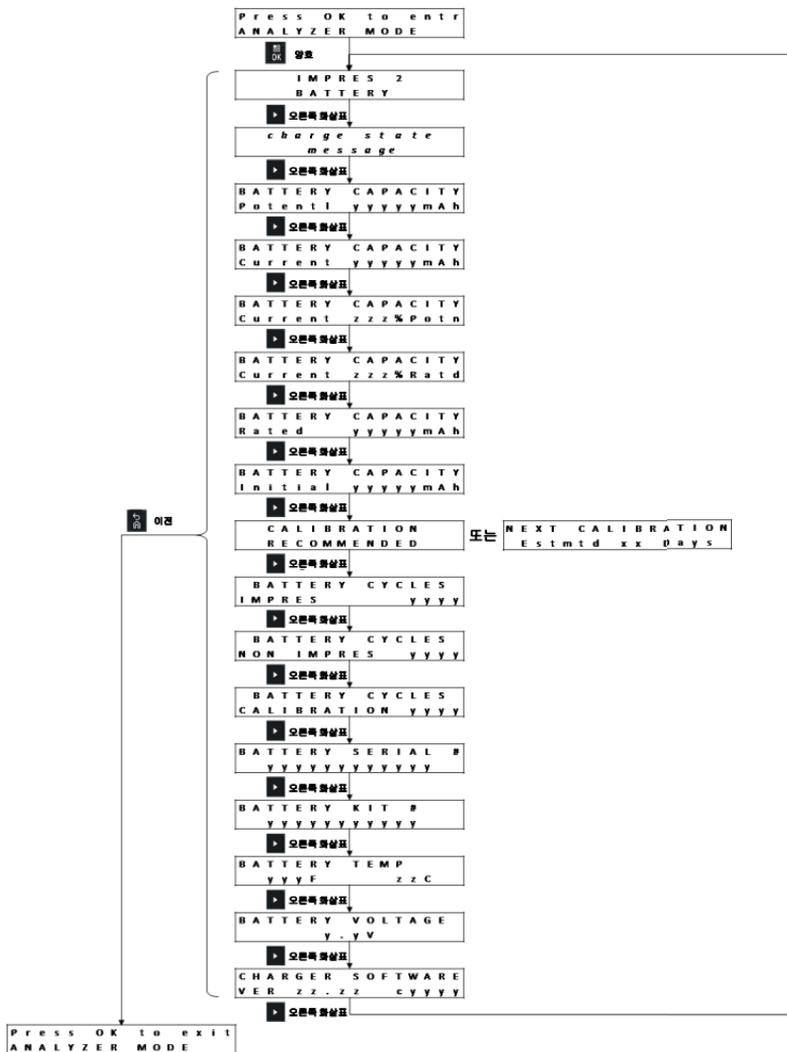 Press OK to entr
ANALYZER MODE
OK 양호
IMPRES 2
BATTERY
오른쪽 화살표
charge state
message
오른쪽 화살표
BATTERY CAPACITY
Potentl yyyyymAh
오른쪽 화살표
BATTERY CAPACITY
Current yyyyymAh
오른쪽 화살표
BATTERY CAPACITY
Current zzz%Potn
오른쪽 화살표
BATTERY CAPACITY
Current zzz%Ratd
오른쪽 화살표
BATTERY CAPACITY
Rated yyyyymAh
오른쪽 화살표
BATTERY CAPACITY
Initial yyyyymAh
오른쪽 화살표
이전
CALIBRATION
RECOMMENDED
또는
NEXT CALIBRATION
Estmtd xx Days
오른쪽 화살표
BATTERY CYCLES
IMPRES yyyy
오른쪽 화살표
BATTERY CYCLES
NON IMPRES yyyy
오른쪽 화살표
BATTERY CYCLES
CALIBRATION yyyy
오른쪽 화살표
BATTERY SERIAL #
yyyyyyyyyyyy
오른쪽 화살표
BATTERY KIT #
yyyyyyyyyyy
오른쪽 화살표
BATTERY TEMP
yyyF zzC
오른쪽 화살표
BATTERY VOLTAGE
y.yV
오른쪽 화살표
CHARGER SOFTWARE
VER zz.zz cyyyy
오른쪽 화살표
Press OK to exit
ANALYZER MODE